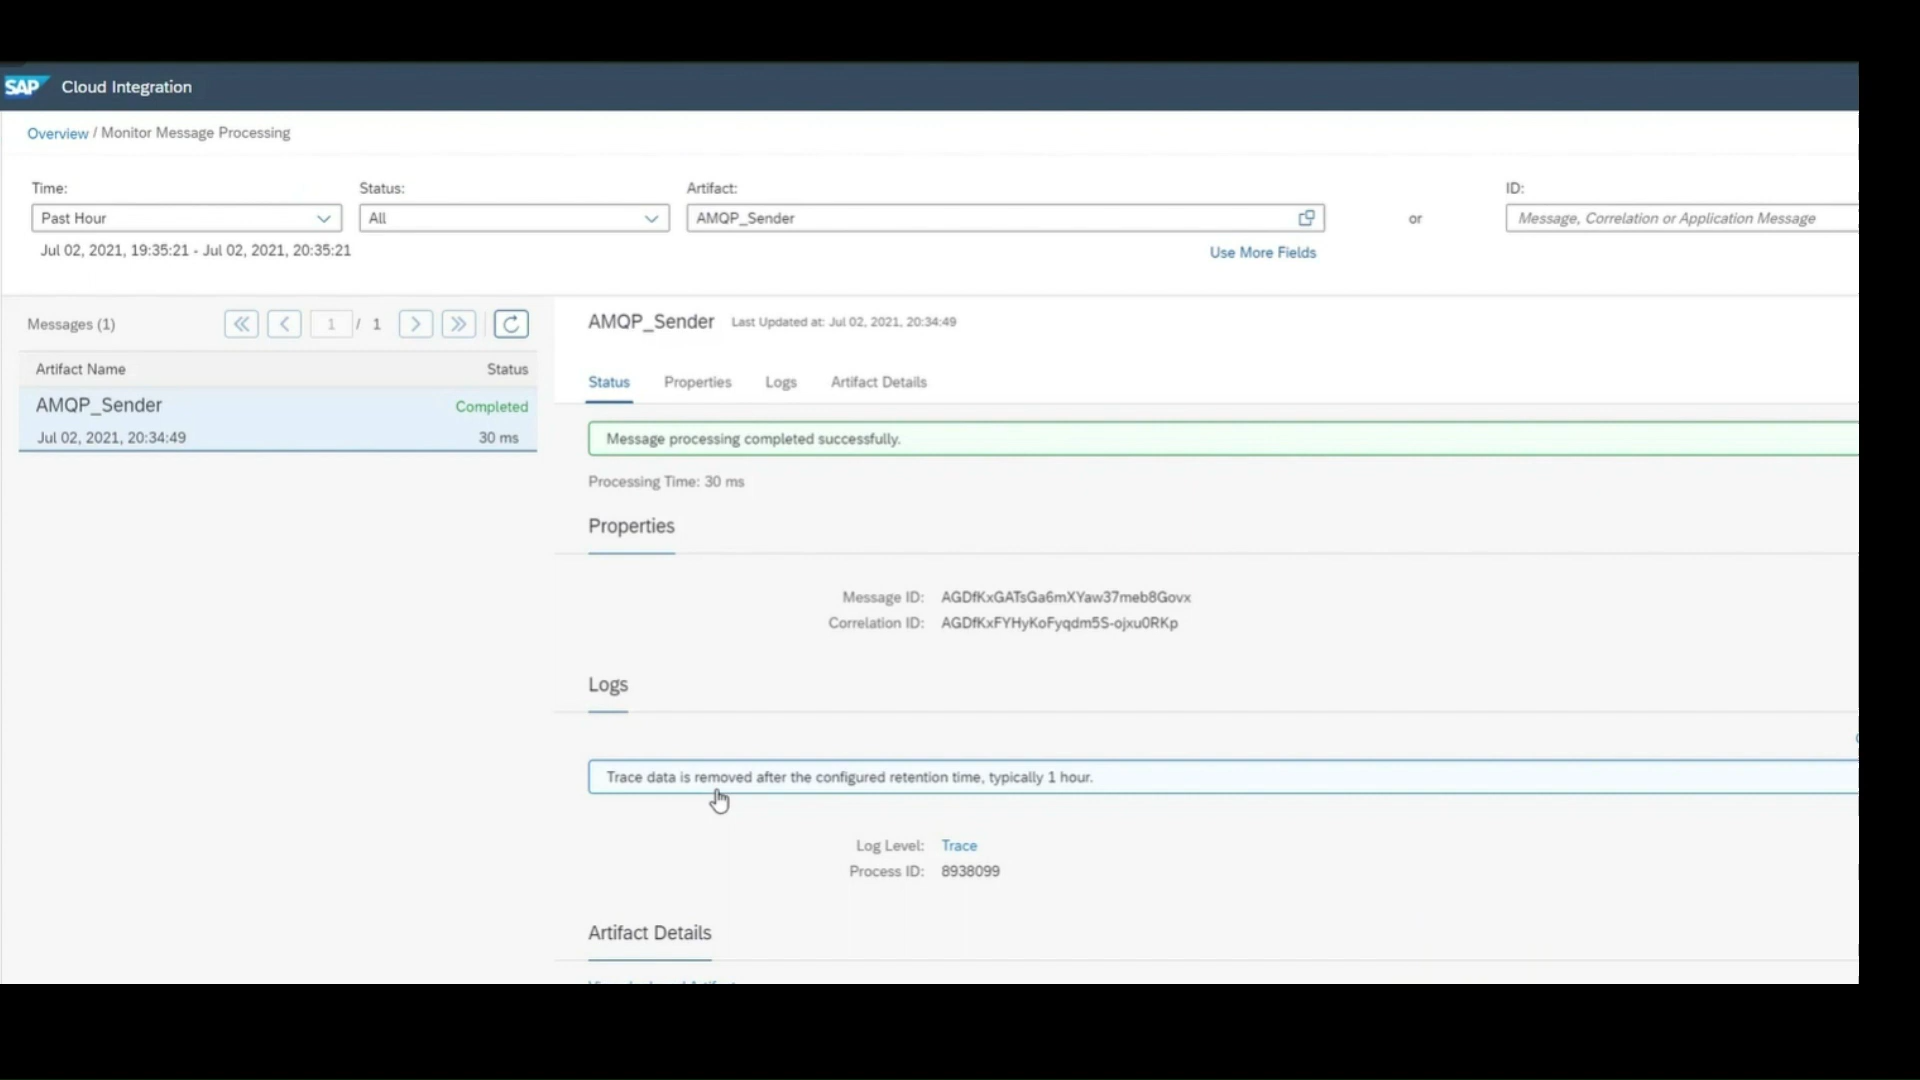 SAP Cloud Integration
Overview / Monitor Message Processing
Time: Status: Artifact: ID:
Past Hour All AMQP_Sender or Message, Correlation or Application Message
Jul 02, 2021, 19:35:21 - Jul 02, 2021, 20:35:21 Use More Fields
Messages (1) 1 / 1
Artifact Name Status
AMQP_Sender Completed
Jul 02, 2021, 20:34:49 30 ms
AMQP_Sender Last Updated at: Jul 02, 2021, 20:34:49
Status Properties Logs Artifact Details
Message processing completed successfully.
Processing Time: 30 ms
Properties
Message ID: AGDfKxGATsGa6mXYaw37meb8Govx
Correlation ID: AGDfKxFYHyKoFyqdm5S-ojxu0RKp
Logs
Trace data is removed after the configured retention time, typically 1 hour.
Log Level: Trace
Process ID: 8938099
Artifact Details